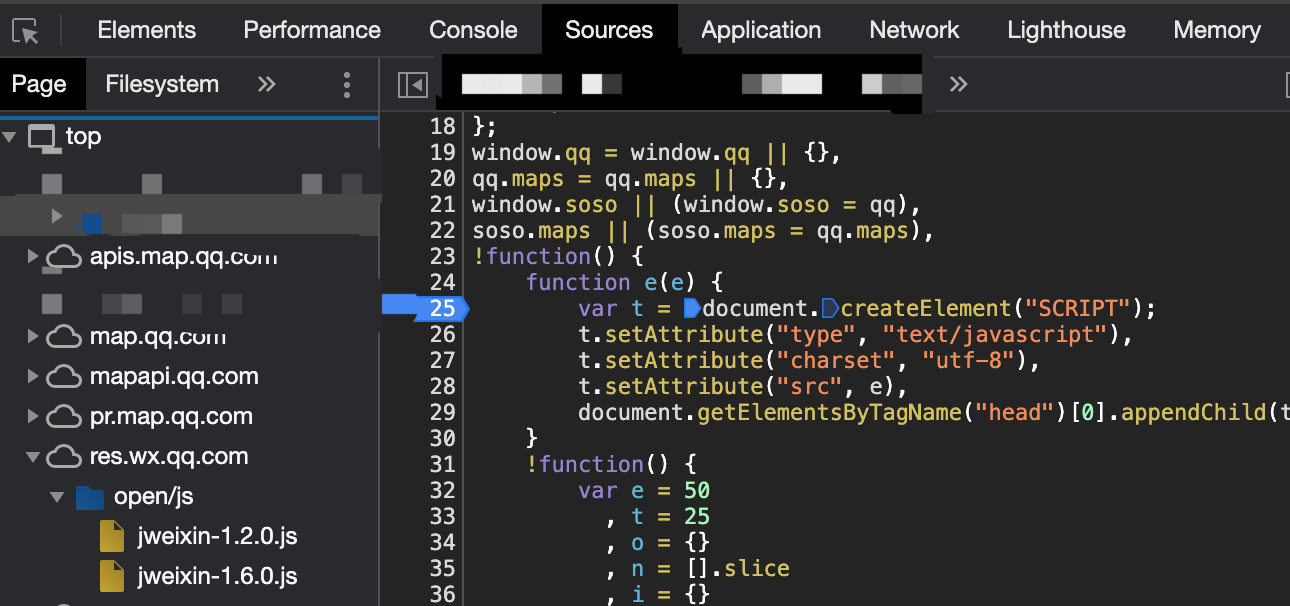 Elements Performance Console Sources Application Network Lighthouse Memory
Page Filesystem »
»
top
apis.map.qq.com
map.qq.com
mapapi.qq.com
pr.map.qq.com
res.wx.qq.com
open/js
jweixin-1.2.0.js
jweixin-1.6.0.js
18 };
19 window.qq = window.qq || {},
20 qq.maps = qq.maps || {},
21 window.soso || (window.soso = qq),
22 soso.maps || (soso.maps = qq.maps),
23 !function() {
24     function e(e) {
25         var t = document.createElement("SCRIPT");
26         t.setAttribute("type", "text/javascript"),
27         t.setAttribute("charset", "utf-8"),
28         t.setAttribute("src", e),
29         document.getElementsByTagName("head")[0].appendChild(t
30     }
31     !function() {
32         var e = 50
33           , t = 25
34           , o = {}
35           , n = [].slice
36           , i = {}